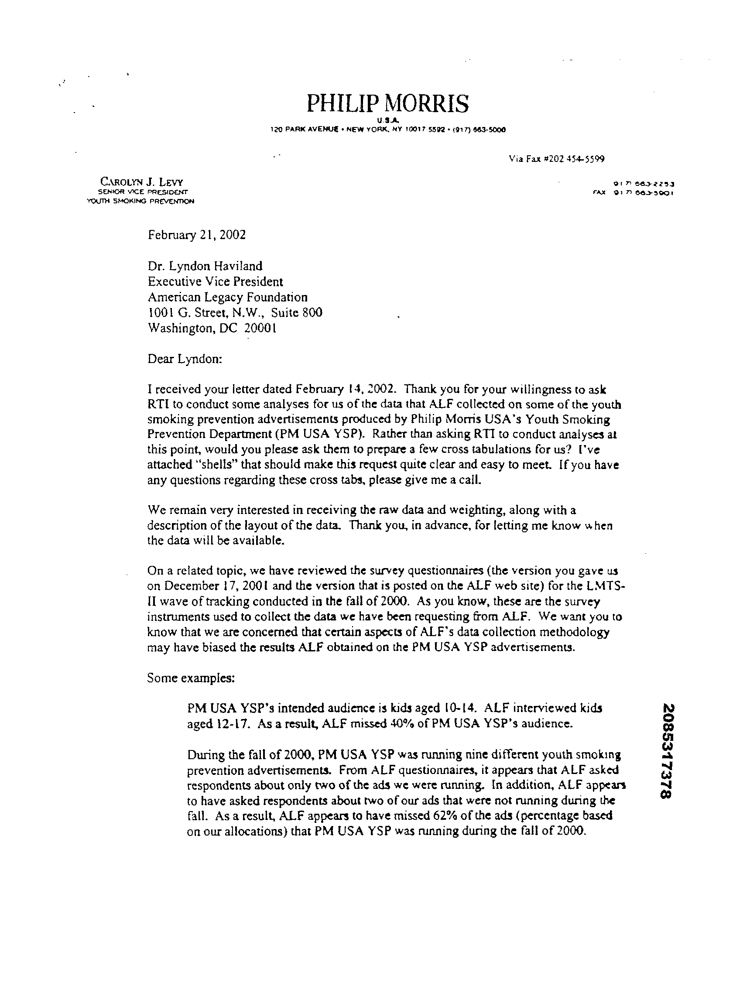 PHILIP MORRIS
U.S.A.
120 PARK AVENUE • NEW YORK, NY 10017 5592 • (917) 663-5000
Via Fax #202 454-5599
CAROLYN J. LEVY
SENIOR VICE PRESIDENT
YOUTH SMOKING PREVENTION
917) 663-2253
FAX 917) 663-5901
February 21, 2002
Dr. Lyndon Haviland
Executive Vice President
American Legacy Foundation
1001 G. Street, N.W., Suite 800
Washington, DC 20001
Dear Lyndon:
I received your letter dated February 14, 2002. Thank you for your willingness to ask
RTI to conduct some analyses for us of the data that ALF collected on some of the youth
smoking prevention advertisements produced by Philip Morris USA's Youth Smoking
Prevention Department (PM USA YSP). Rather than asking RTI to conduct analyses at
this point, would you please ask them to prepare a few cross tabulations for us? I've
attached "shells" that should make this request quite clear and easy to meet. If you have
any questions regarding these cross tabs, please give me a call.
We remain very interested in receiving the raw data and weighting, along with a
description of the layout of the data. Thank you, in advance, for letting me know when
the data will be available.
On a related topic, we have reviewed the survey questionnaires (the version you gave us
on December 17, 2001 and the version that is posted on the ALF web site) for the LMTS-
II wave of tracking conducted in the fall of 2000. As you know, these are the survey
instruments used to collect the data we have been requesting from ALF. We want you to
know that we are concerned that certain aspects of ALF's data collection methodology
may have biased the results ALF obtained on the PM USA YSP advertisements.
Some examples:
PM USA YSP's intended audience is kids aged 10-14. ALF interviewed kids
aged 12-17. As a result, ALF missed 40% of PM USA YSP's audience.
During the fall of 2000, PM USA YSP was running nine different youth smoking
prevention advertisements. From ALF questionnaires, it appears that ALF asked
respondents about only two of the ads we were running. In addition, ALF appears
to have asked respondents about two of our ads that were not running during the
fall. As a result, ALF appears to have missed 62% of the ads (percentage based
on our allocations) that PM USA YSP was running during the fall of 2000.
2085317378